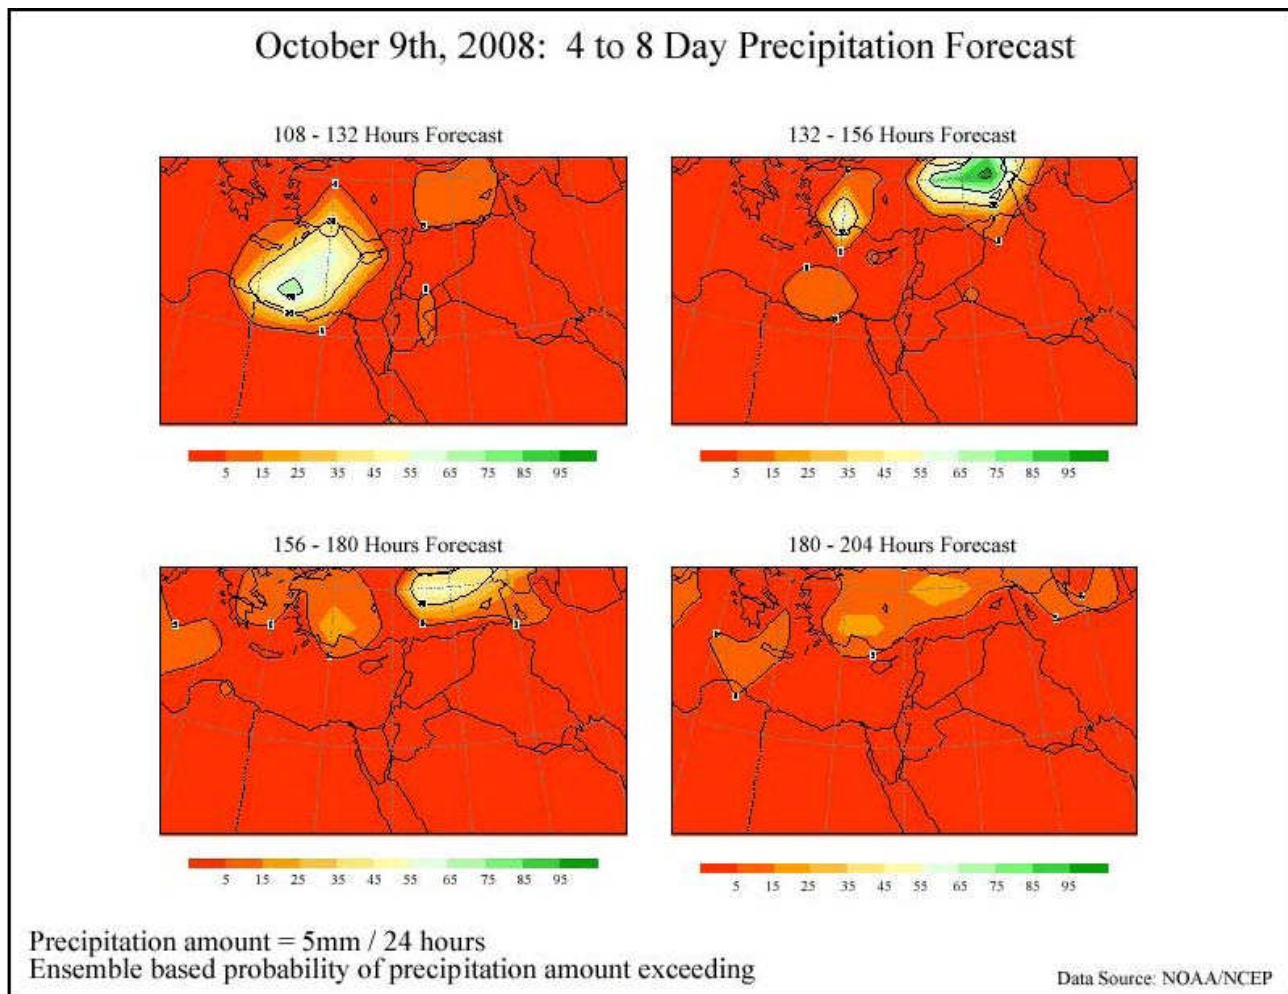 October 9th, 2008:  4 to 8 Day Precipitation Forecast
108 - 132 Hours Forecast
132 - 156 Hours Forecast
5 15 25 35 45 55 65 75 85 95
5 15 25 35 45 55 65 75 85 95
156 - 180 Hours Forecast
180 - 204 Hours Forecast
5 15 25 35 45 55 65 75 85 95
5 15 25 35 45 55 65 75 85 95
Precipitation amount = 5mm / 24 hours
Ensemble based probability of precipitation amount exceeding
Data Source: NOAA/NCEP